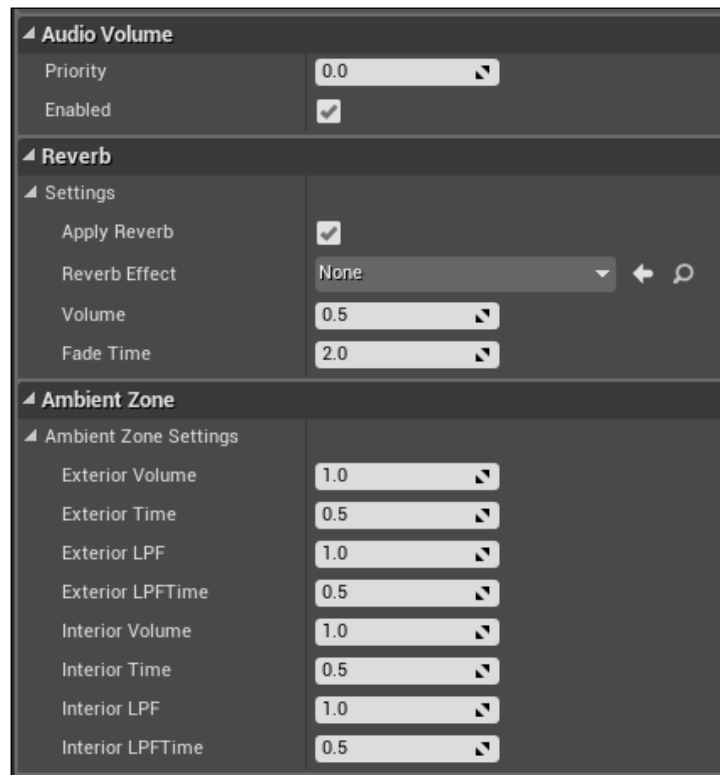 Audio Volume
Priority 0.0
Enabled
Reverb
Settings
Apply Reverb
Reverb Effect None
Volume 0.5
Fade Time 2.0
Ambient Zone
Ambient Zone Settings
Exterior Volume 1.0
Exterior Time 0.5
Exterior LPF 1.0
Exterior LPFTime 0.5
Interior Volume 1.0
Interior Time 0.5
Interior LPF 1.0
Interior LPFTime 0.5